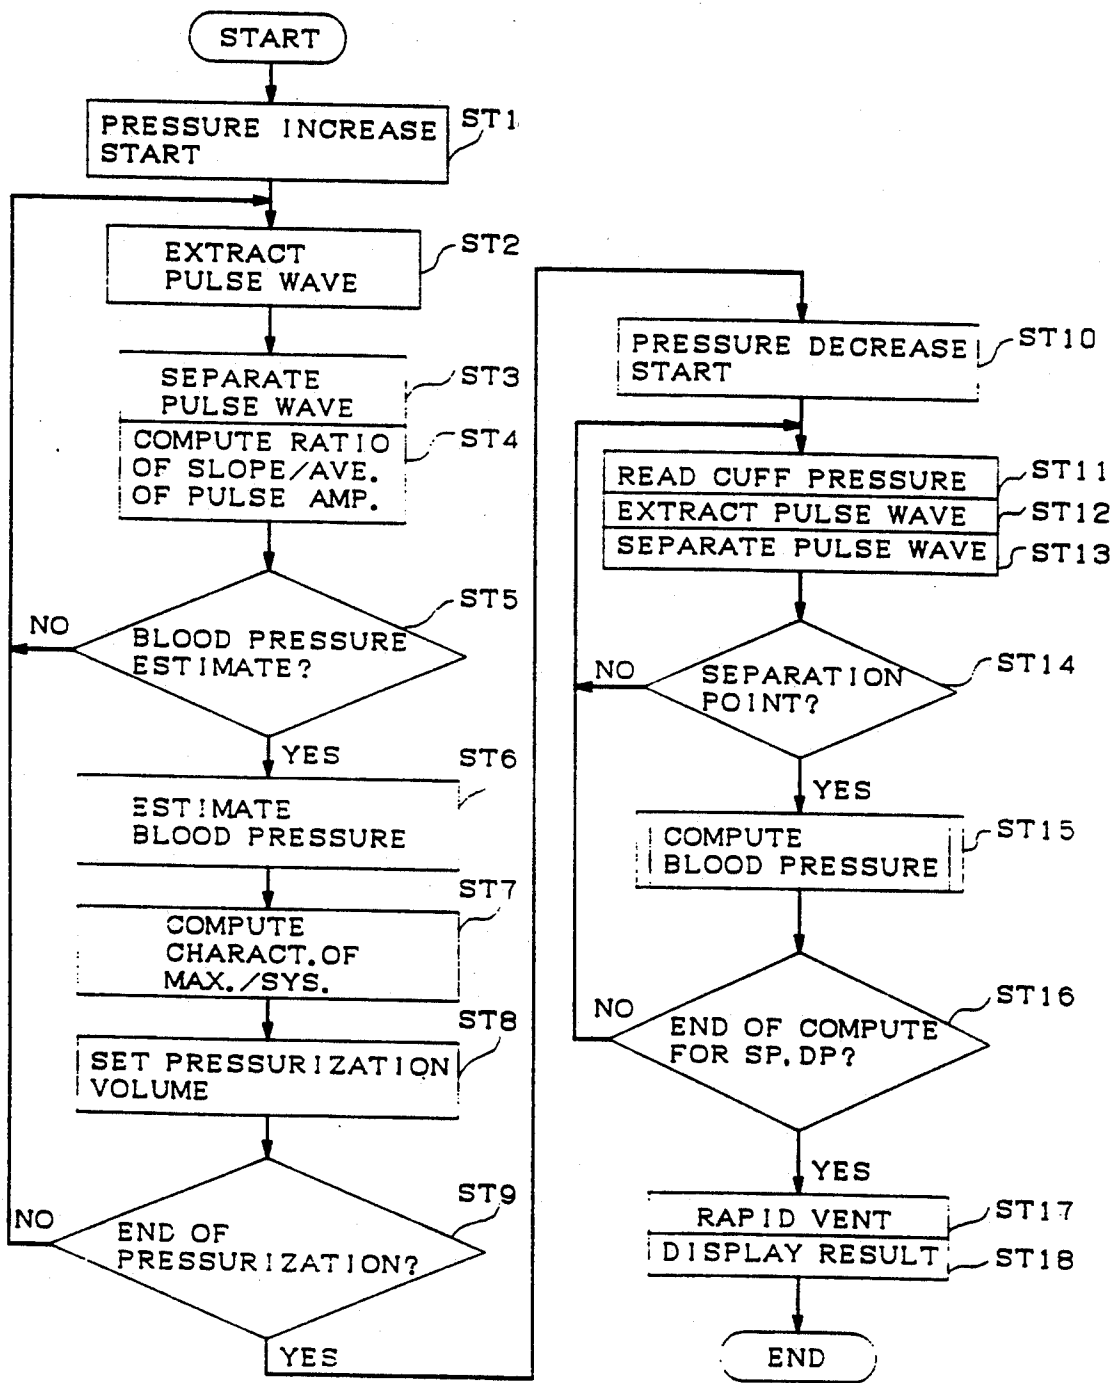 START
PRESSURE INCREASE
START
ST1
EXTRACT
PULSE WAVE
ST2
SEPARATE
PULSE WAVE
ST3
COMPUTE RATIO
OF SLOPE/AVE.
OF PULSE AMP.
ST4
BLOOD PRESSURE
ESTIMATE?
ST5
NO
YES
ESTIMATE
BLOOD PRESSURE
ST6
COMPUTE
CHARACT.OF
MAX./SYS.
ST7
SET PRESSURIZATION
VOLUME
ST8
END OF
PRESSURIZATION?
ST9
NO
YES
PRESSURE DECREASE
START
ST10
READ CUFF PRESSURE
ST11
EXTRACT PULSE WAVE
ST12
SEPARATE PULSE WAVE
ST13
SEPARATION
POINT?
ST14
NO
YES
COMPUTE
BLOOD PRESSURE
ST15
END OF COMPUTE
FOR SP.DP?
ST16
NO
YES
RAPID VENT
ST17
DISPLAY RESULT
ST18
END